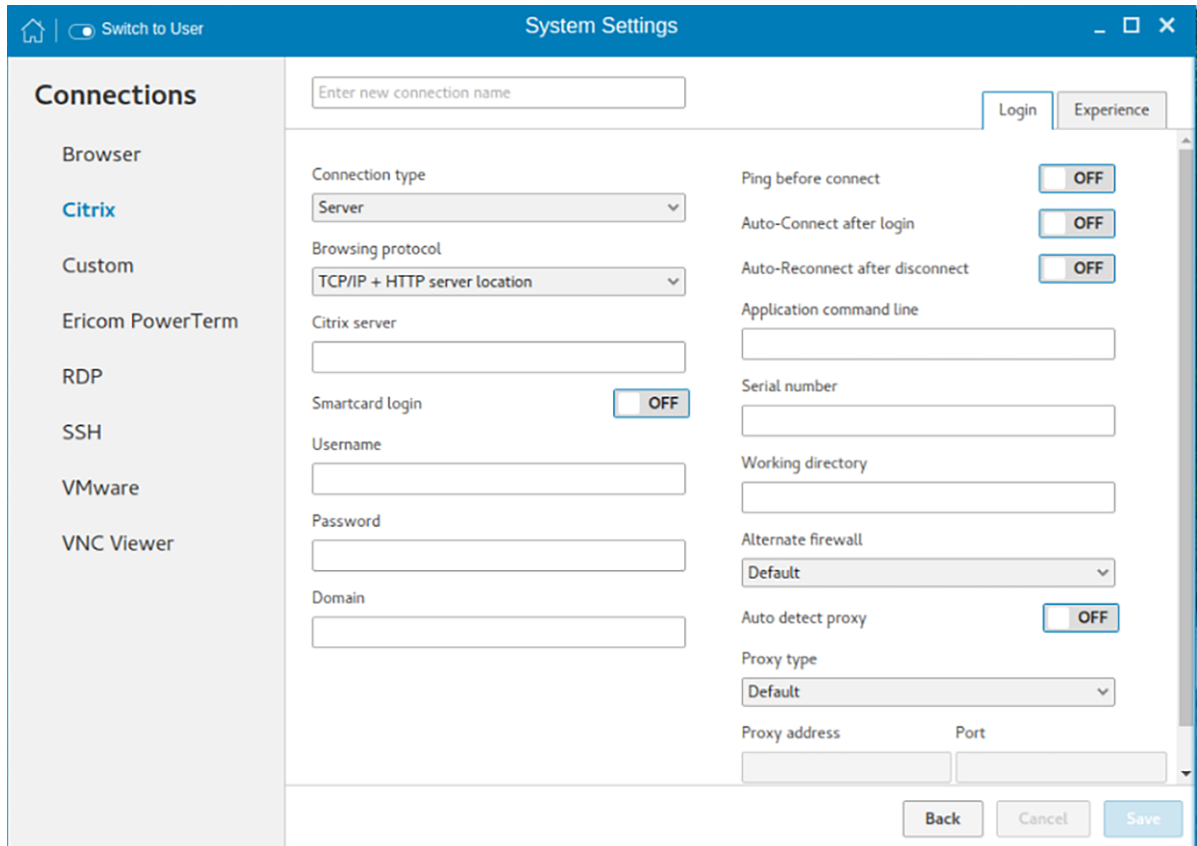 Switch to User
System Settings
Connections
Browser
Citrix
Custom
Ericom PowerTerm
RDP
SSH
VMware
VNC Viewer
Enter new connection name
Login
Experience
Connection type
Server
Browsing protocol
TCP/IP + HTTP server location
Citrix server
Smartcard login
OFF
Username
Password
Domain
Ping before connect
OFF
Auto-Connect after login
OFF
Auto-Reconnect after disconnect
OFF
Application command line
Serial number
Working directory
Alternate firewall
Default
Auto detect proxy
OFF
Proxy type
Default
Proxy address
Port
Back
Cancel
Save